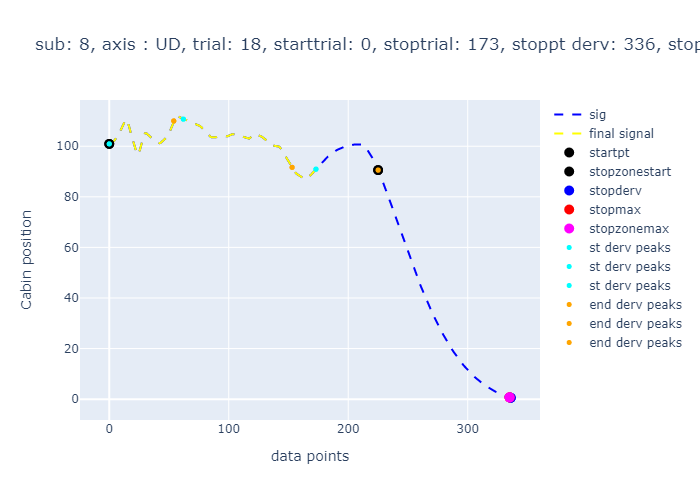 sub: 8, axis : UD, trial: 18, starttrial: 0, stoptrial: 173, stoppt derv: 336, stop
sig
final signal
startpt
stopzonestart
stopderv
stopmax
stopzonemax
st derv peaks
st derv peaks
st derv peaks
end derv peaks
end derv peaks
end derv peaks
Cabin position
100
80
60
40
20
0
0 100 200 300
data points